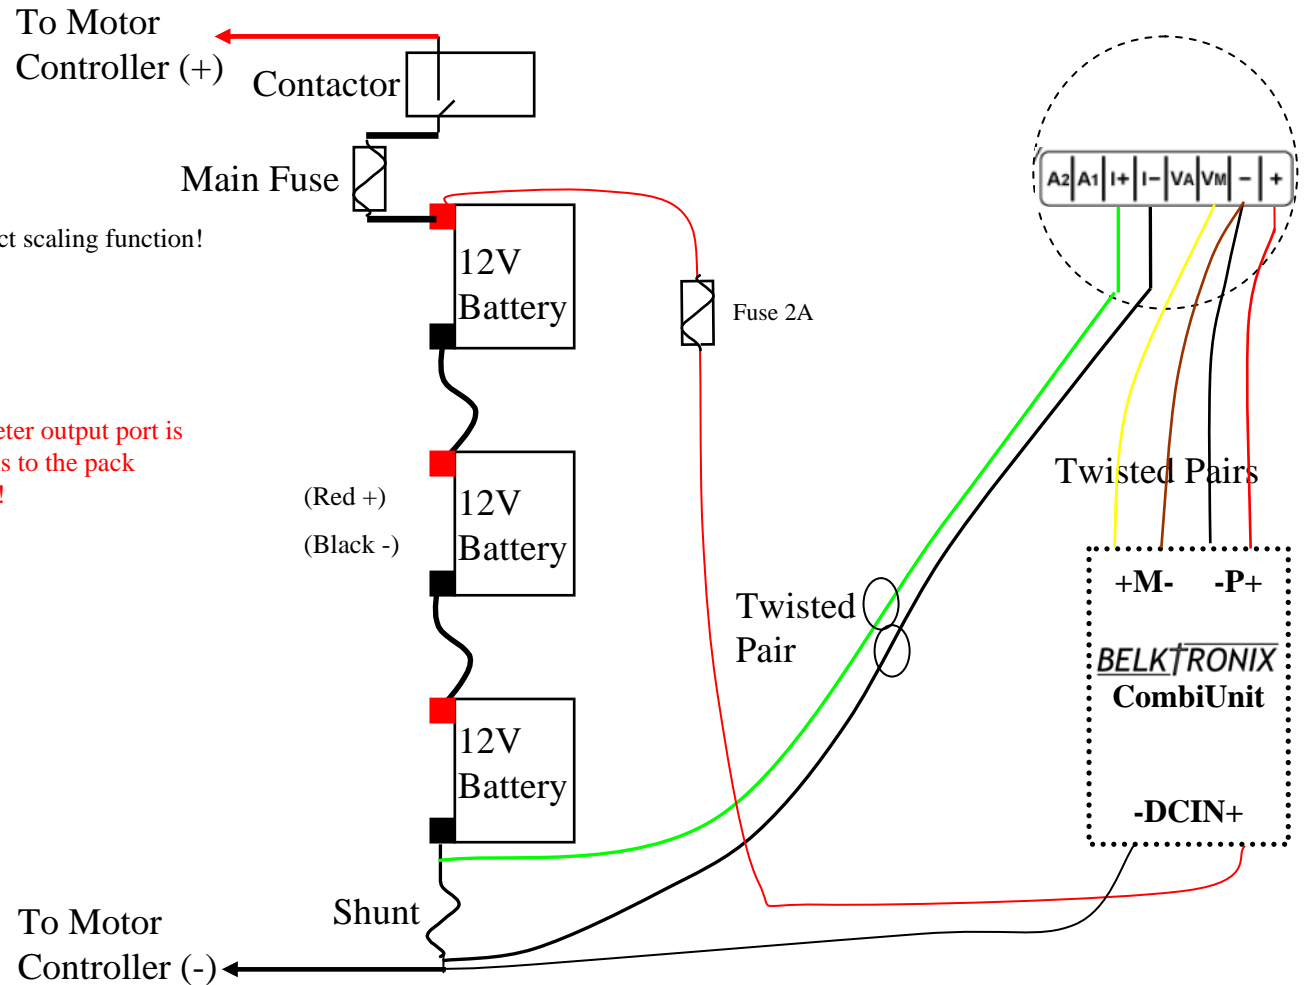 To Motor
Controller (+)
Contactor
Main Fuse
ct scaling function!
12V
Battery
Fuse 2A
A2 A1 I+ I- VA VM - +
eter output port is
s to the pack
!
(Red +)
(Black -)
12V
Battery
Twisted Pairs
Twisted
Pair
+M- -P+
BELKTRONIX
CombiUnit
12V
Battery
-DCIN+
Shunt
To Motor
Controller (-)